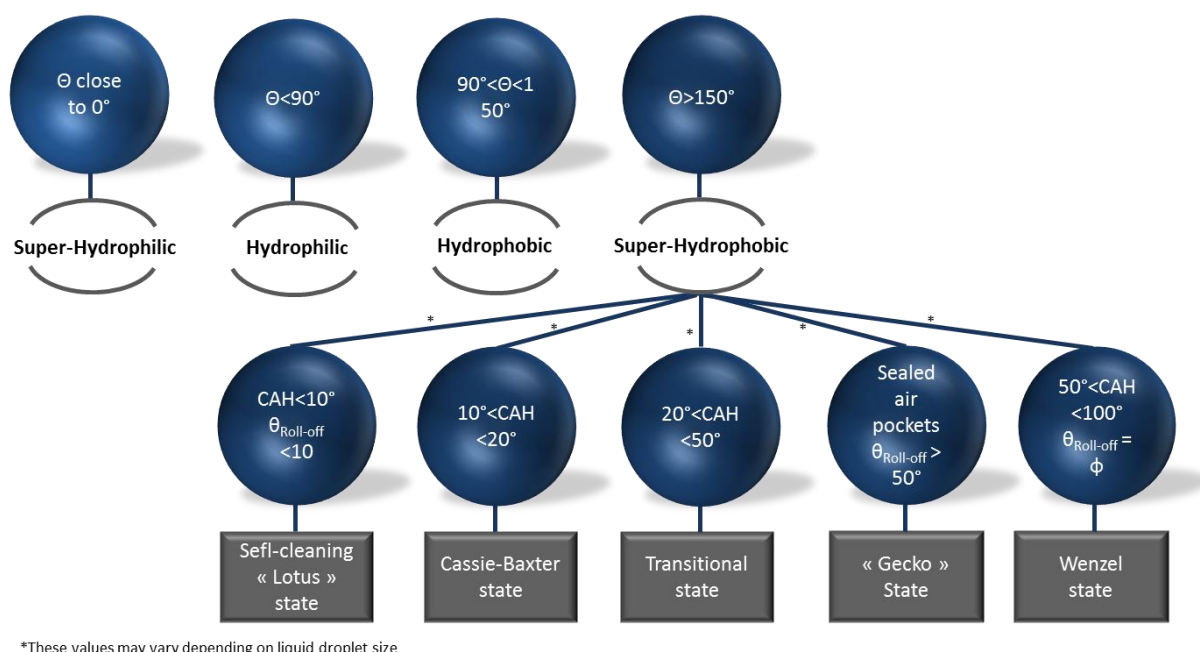 Θ close
to 0°
Θ<90°
90°<Θ<1
50°
Θ>150°
Super-Hydrophilic
Hydrophilic
Hydrophobic
Super-Hydrophobic
*
*
*
*
*
CAH<10°
θRoll-off
<10
10°<CAH
<20°
20°<CAH
<50°
Sealed
air
pockets
θRoll-off >
50°
50°<CAH
<100°
θRoll-off =
ϕ
Sefl-cleaning
« Lotus »
state
Cassie-Baxter
state
Transitional
state
« Gecko »
State
Wenzel
state
*These values may vary depending on liquid droplet size